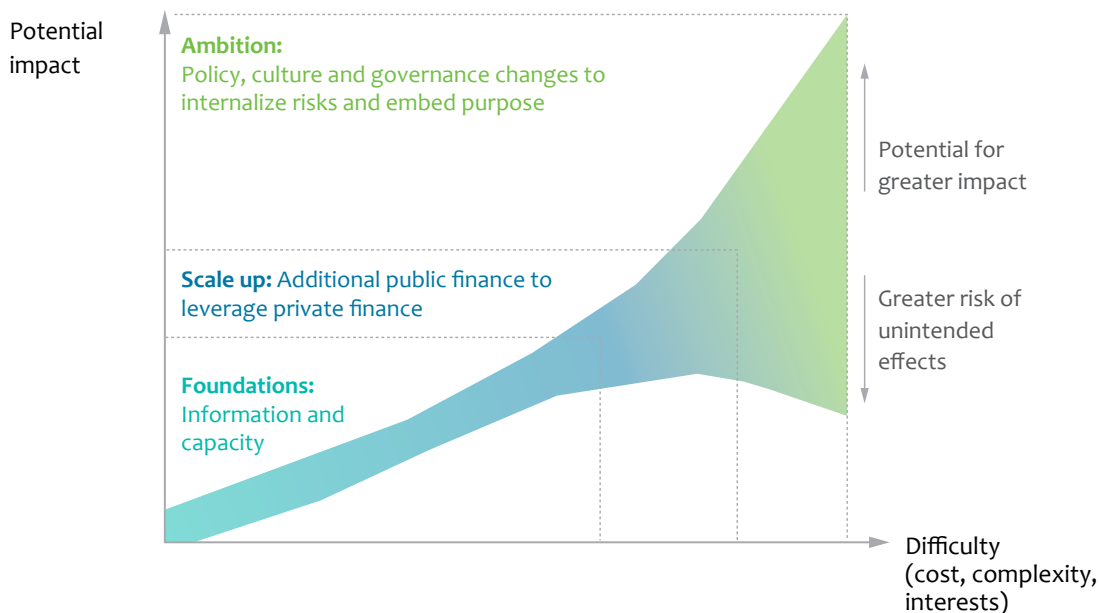 Potential
impact
Ambition:
Policy, culture and governance changes to
internalize risks and embed purpose
Potential for
greater impact
Scale up: Additional public finance to
leverage private finance
Greater risk of
unintended
effects
Foundations:
Information and
capacity
Difficulty
(cost, complexity,
interests)